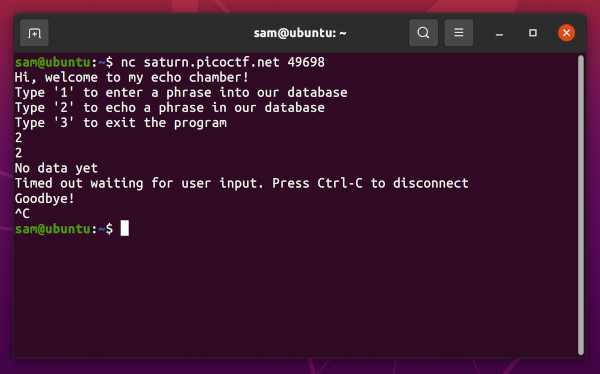 sam@ubuntu: ~
sam@ubuntu:~$ nc saturn.picoctf.net 49698
Hi, welcome to my echo chamber!
Type '1' to enter a phrase into our database
Type '2' to echo a phrase in our database
Type '3' to exit the program
2
2
No data yet
Timed out waiting for user input. Press Ctrl-C to disconnect
Goodbye!
^C
sam@ubuntu:~$